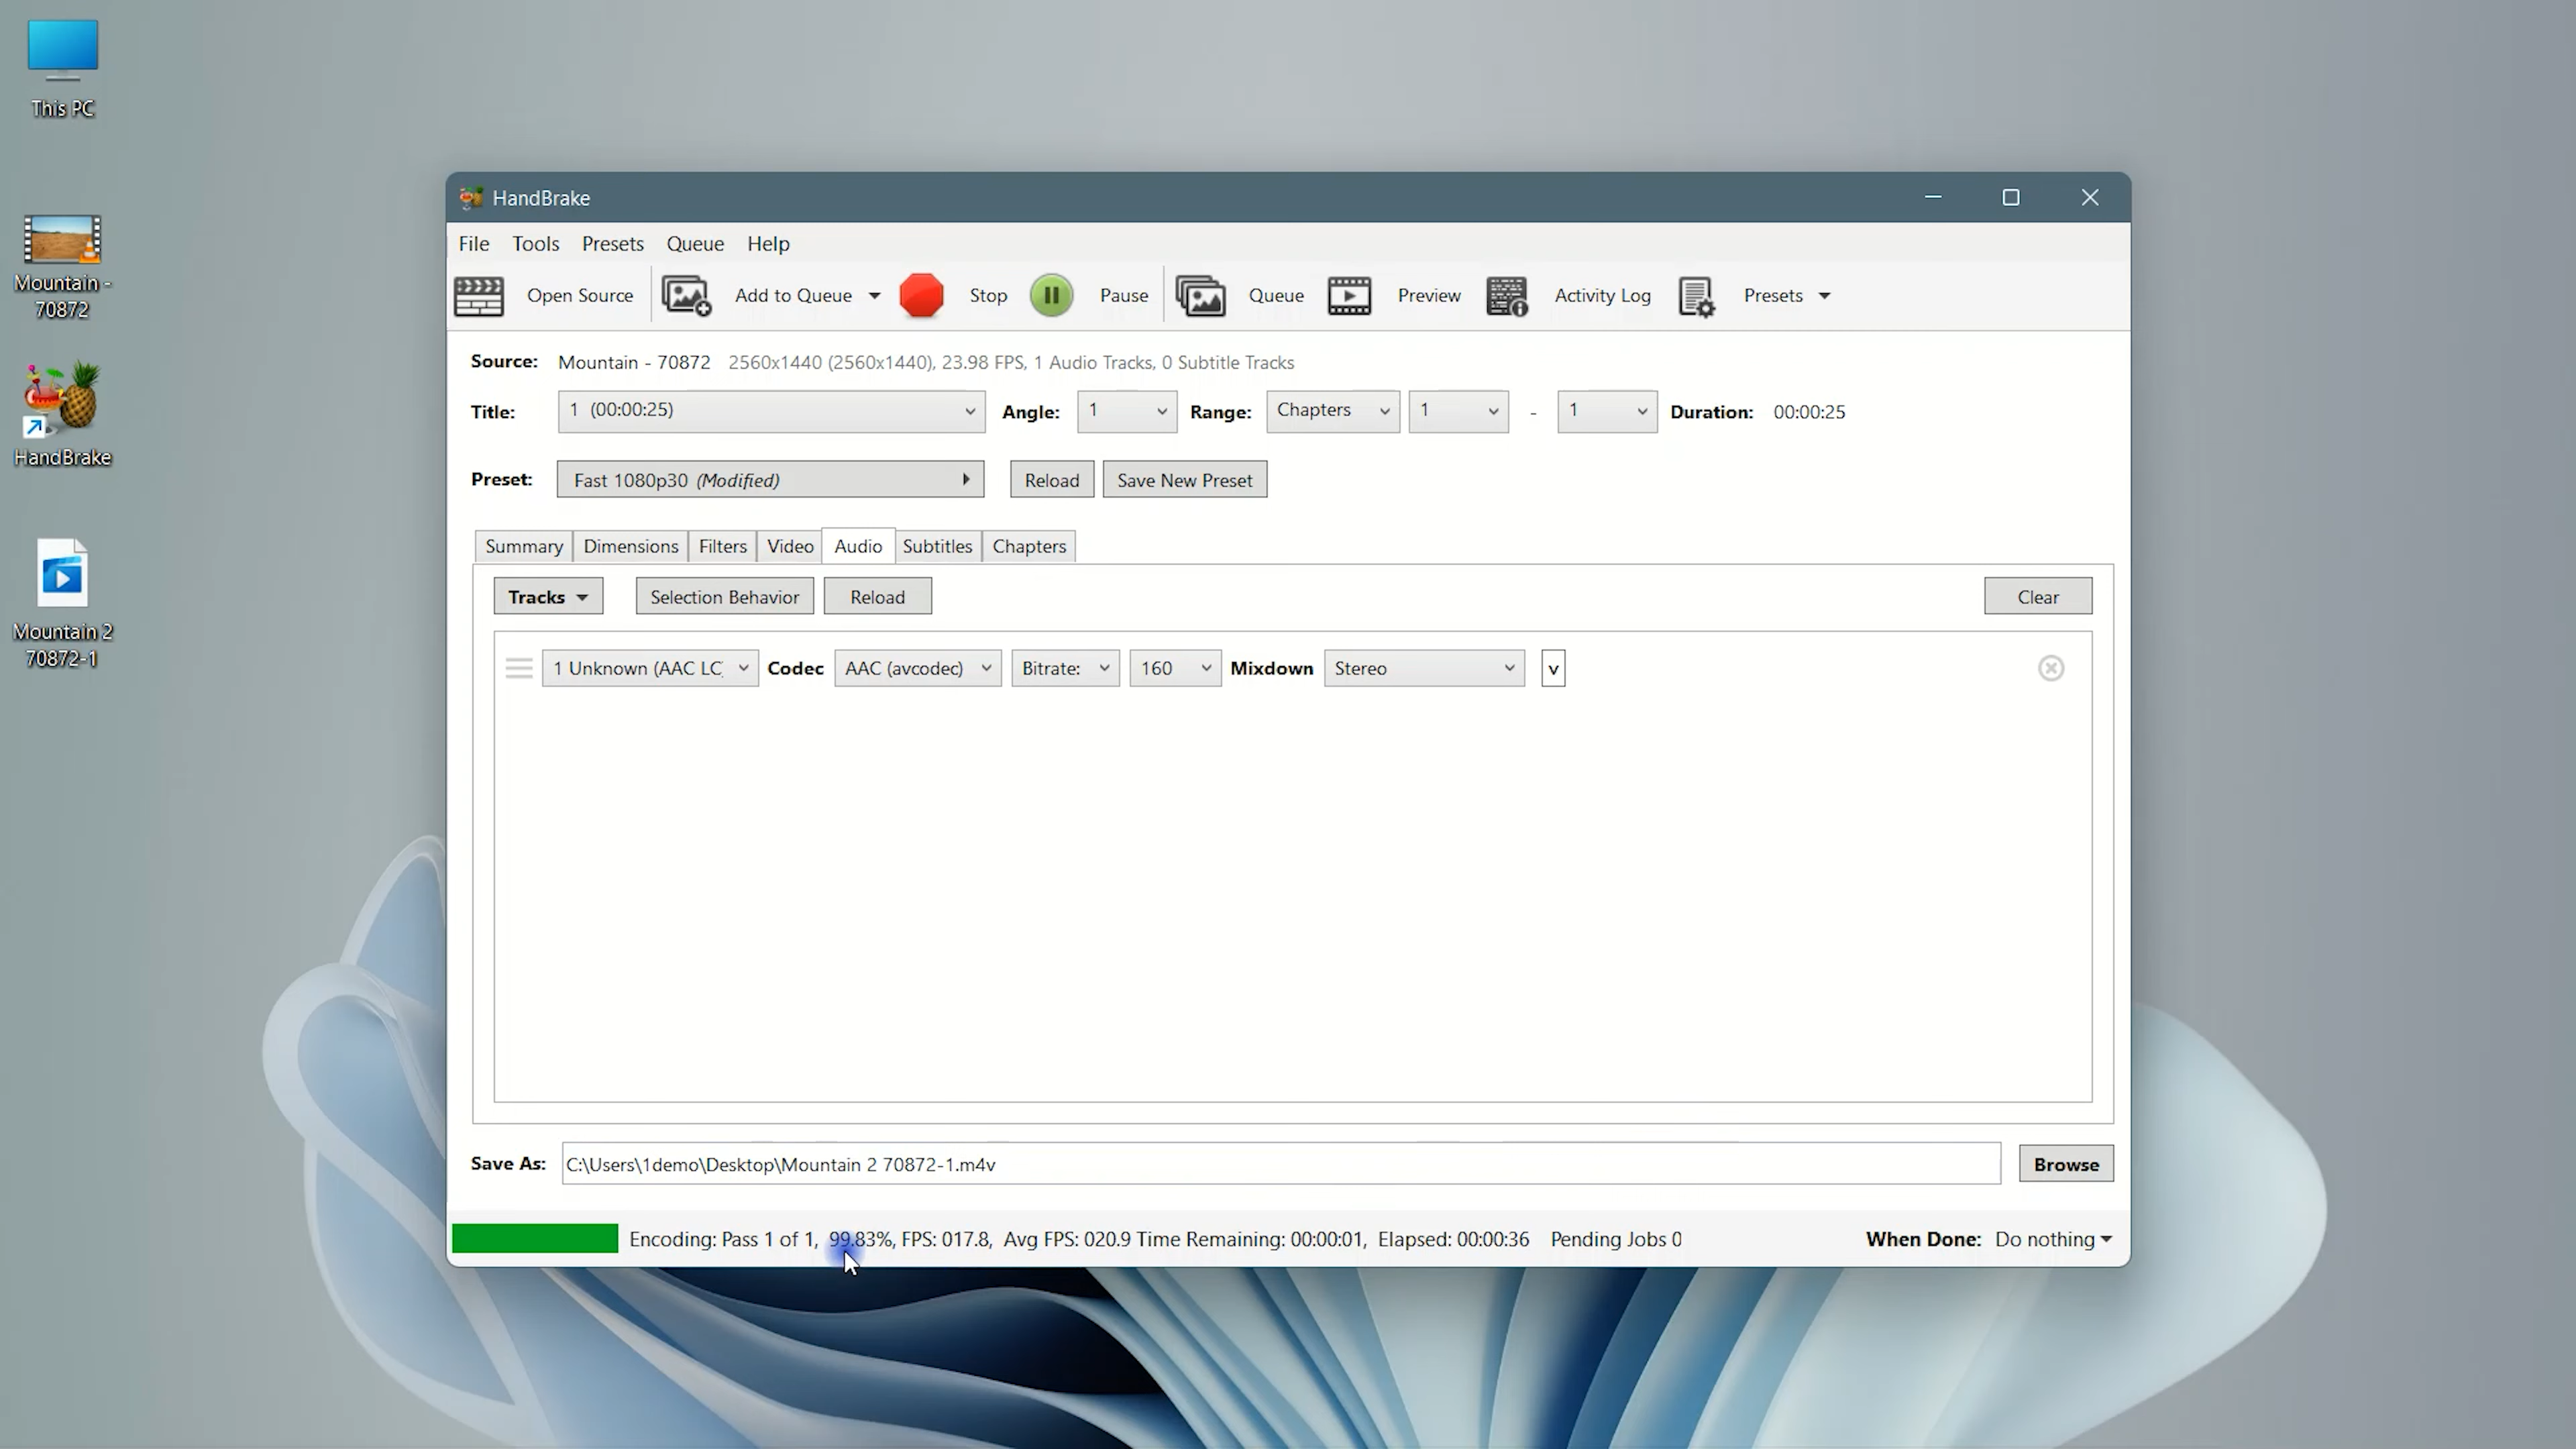 This PC
Mountain -
70872
HandBrake
Mountain 2
70872-1
HandBrake
File Tools Presets Queue Help
Open Source Add to Queue Stop Pause Queue Preview Activity Log Presets
Source: Mountain - 70872 2560x1440 (2560x1440), 23.98 FPS, 1 Audio Tracks, 0 Subtitle Tracks
Title: 1 (00:00:25) Angle: 1 Range: Chapters 1 - 1 Duration: 00:00:25
Preset: Fast 1080p30 (Modified) Reload Save New Preset
Summary Dimensions Filters Video Audio Subtitles Chapters
Tracks Selection Behavior Reload Clear
1 Unknown (AAC LC, Codec AAC (avcodec) Bitrate: 160 Mixdown Stereo v
Save As: C:\Users\1demo\Desktop\Mountain 2 70872-1.m4v Browse
Encoding: Pass 1 of 1, 99.83%, FPS: 017.8, Avg FPS: 020.9 Time Remaining: 00:00:01, Elapsed: 00:00:36 Pending Jobs 0 When Done: Do nothing